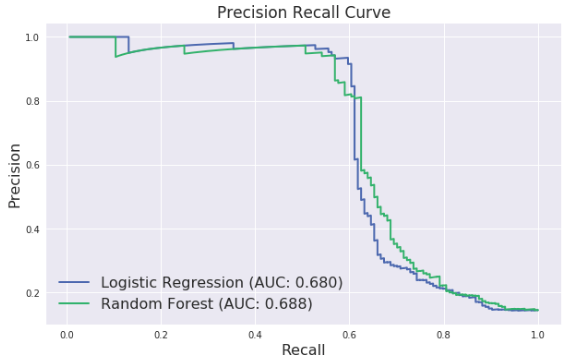 Precision Recall Curve
Precision
1.0
0.8
0.6
0.4
0.2
Logistic Regression (AUC: 0.680)
Random Forest (AUC: 0.688)
0.0 0.2 0.4 0.6 0.8 1.0
Recall